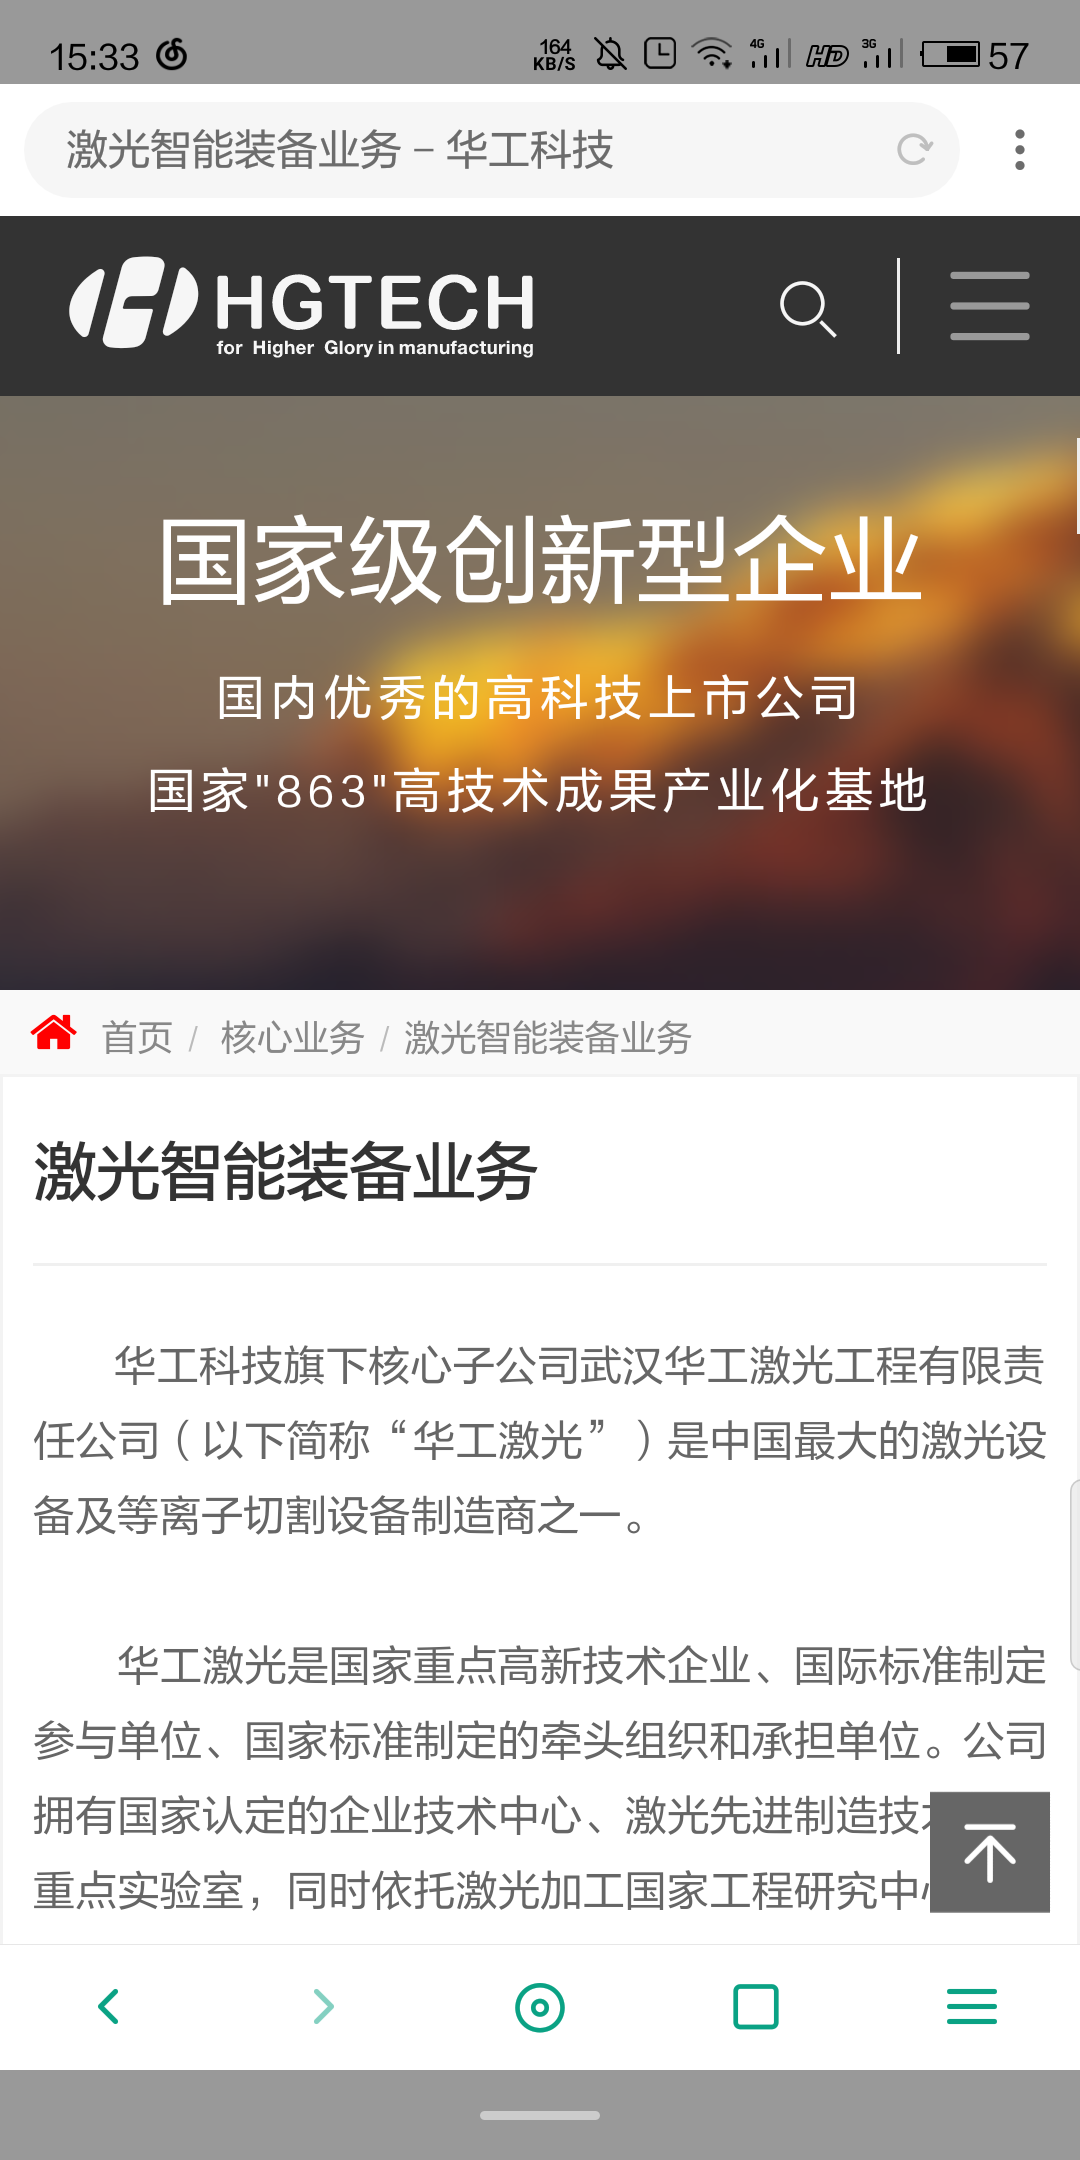 15:33
164 KB/S
4G
HD
3G
57
激光智能装备业务 - 华工科技
HGTECH
for Higher Glory in manufacturing
国家级创新型企业
国内优秀的高科技上市公司
国家"863"高技术成果产业化基地
首页 / 核心业务 / 激光智能装备业务
激光智能装备业务
华工科技旗下核心子公司武汉华工激光工程有限责
任公司（以下简称“华工激光”）是中国最大的激光设
备及等离子切割设备制造商之一。
华工激光是国家重点高新技术企业、国际标准制定
参与单位、国家标准制定的牵头组织和承担单位。公司
拥有国家认定的企业技术中心、激光先进制造技
重点实验室，同时依托激光加工国家工程研究中